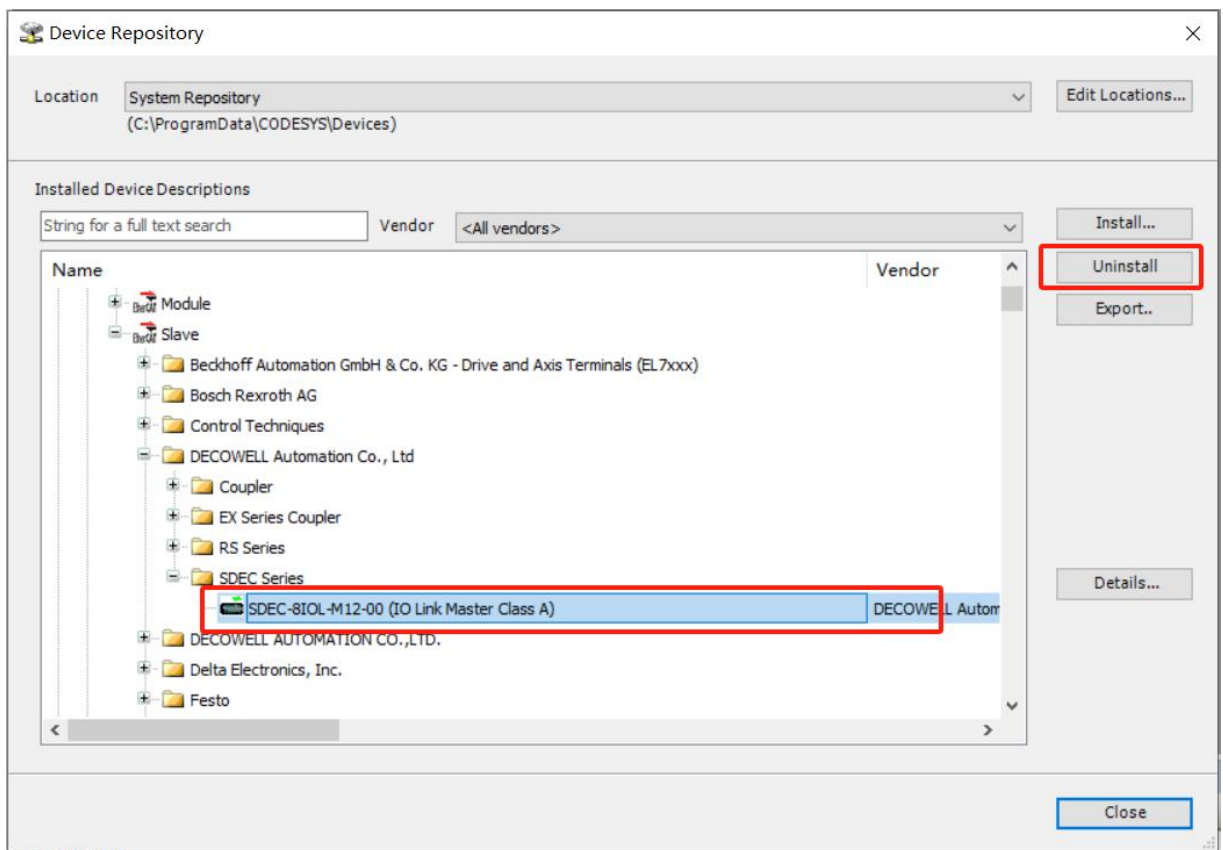 Device Repository
Location
System Repository
Edit Locations...
(C:\ProgramData\CODESYS\Devices)
Installed Device Descriptions
String for a full text search
Vendor
<All vendors>
Install...
Name
Vendor
Uninstall
Module
Export..
Slave
Beckhoff Automation GmbH & Co. KG - Drive and Axis Terminals (EL7xxx)
Bosch Rexroth AG
Control Techniques
DECOWELL Automation Co., Ltd
Coupler
EX Series Coupler
RS Series
SDEC Series
Details...
SDEC-8IOL-M12-00 (IO Link Master Class A)
DECOWELL Autom
DECOWELL AUTOMATION CO.,LTD.
Delta Electronics, Inc.
Festo
Close